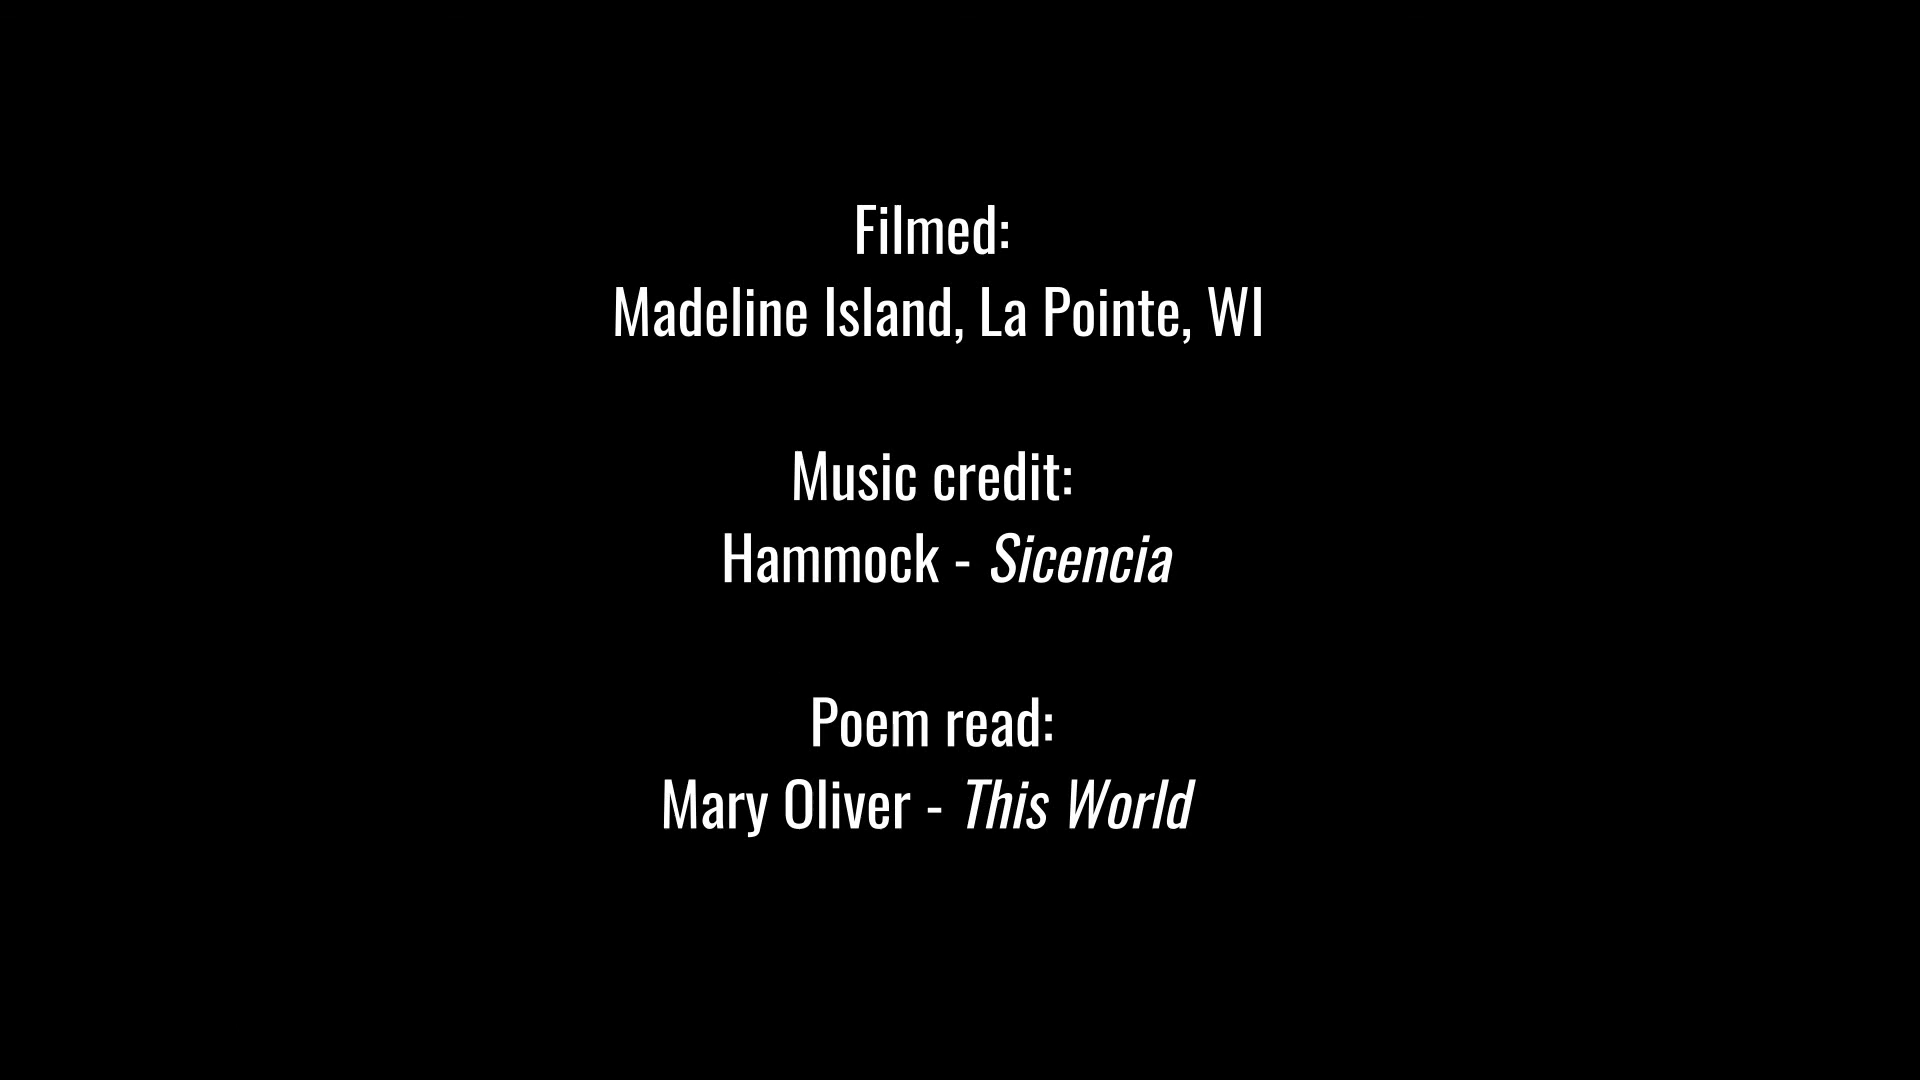 Filmed:
Madeline Island, La Pointe, WI
Music credit:
Hammock - Sicencia
Poem read:
Mary Oliver - This World